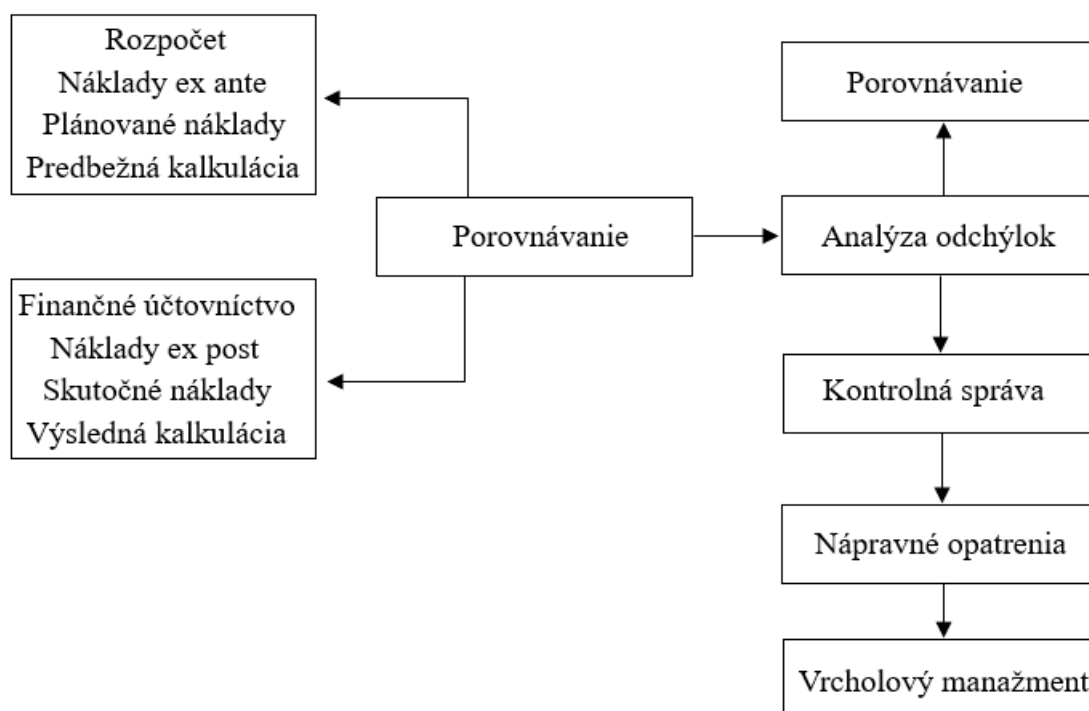 Rozpočet
Náklady ex ante
Plánované náklady
Predbežná kalkulácia
Finančné účtovníctvo
Náklady ex post
Skutočné náklady
Výsledná kalkulácia
Porovnávanie
Porovnávanie
Analýza odchýlok
Kontrolná správa
Nápravné opatrenia
Vrcholový manažment